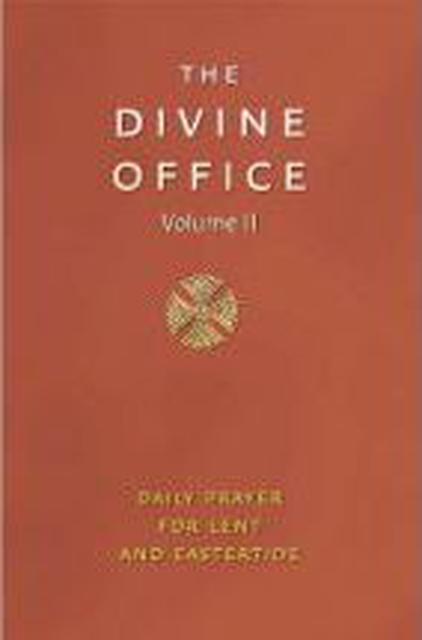 THE
DIVINE
OFFICE
Volume II
DAILY PRAYER
FOR LENT
AND EASTERTIDE